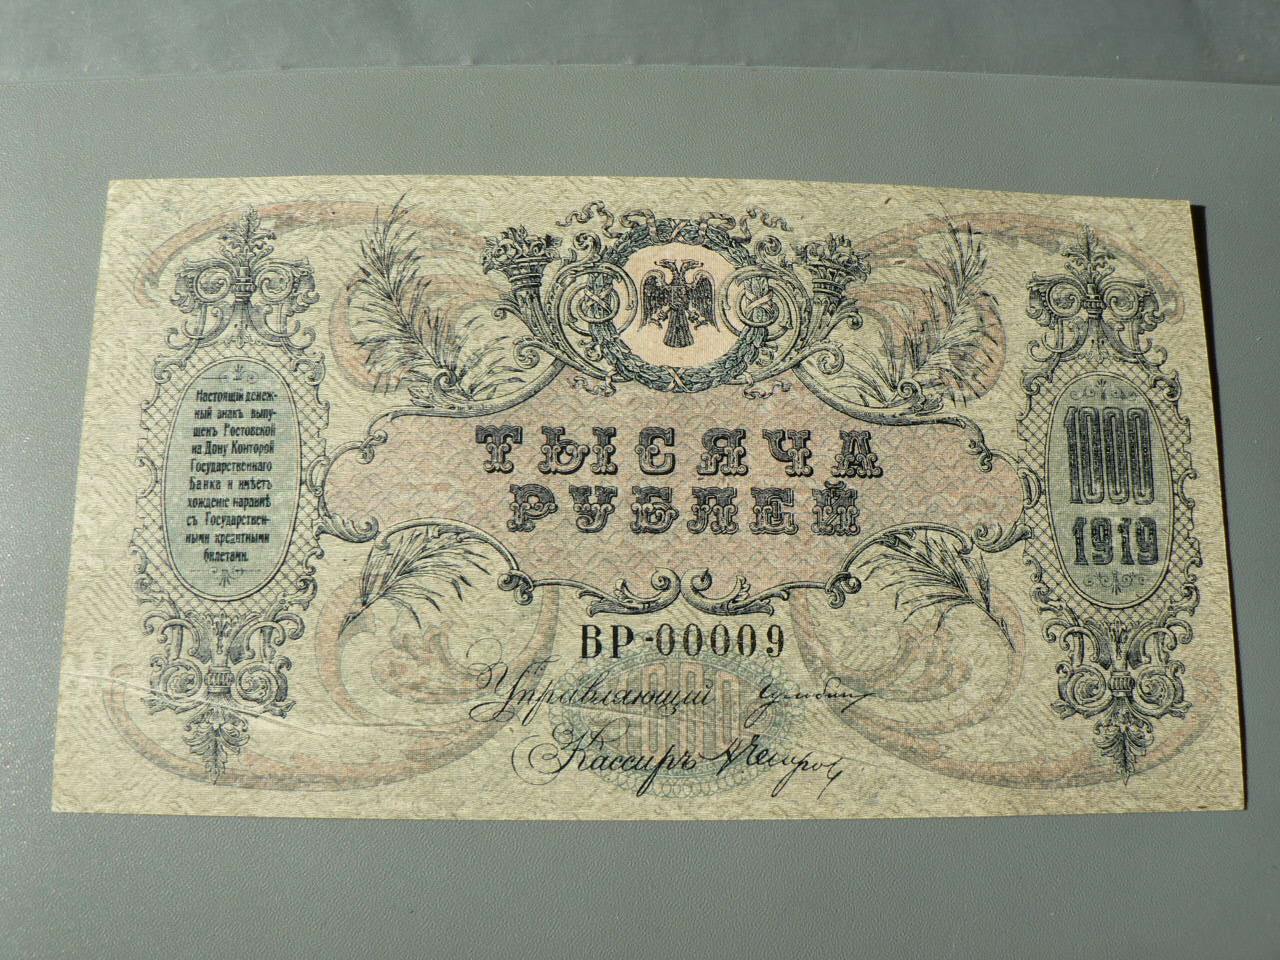 Настоящій денеж-
ный знакъ выпу-
щенъ Ростовской
на Дону Конторой
Государственнаго
Банка и имѣетъ
хожденіе наравнѣ
съ Государствен-
ными кредитными
билетами.
ТЫСЯЧА
РУБЛЕЙ
1000
1919
ВР-00009
Управляющій
1000
Кассиръ